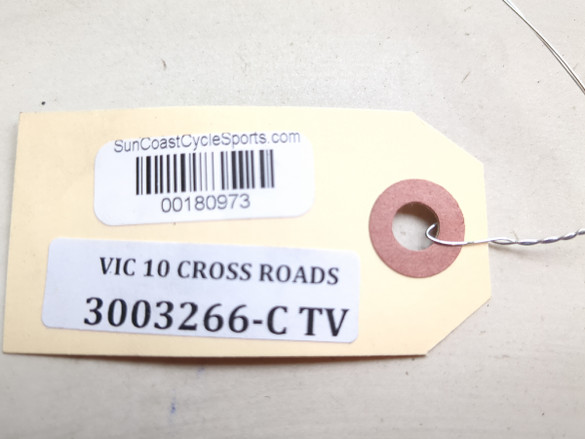 SunCoastCycleSports.com
00180973
VIC 10 CROSS ROADS
3003266-C TV